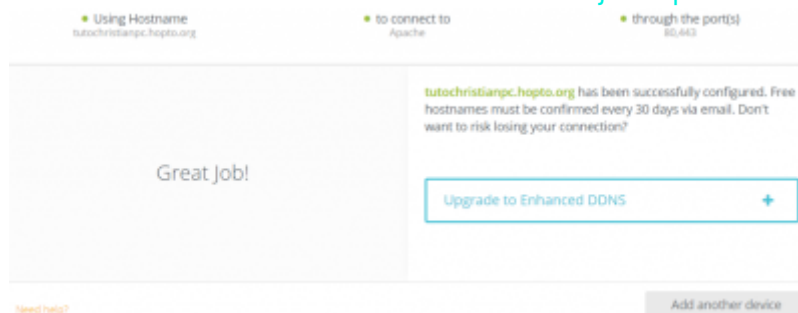 Using Hostname
tutochristianpc.hopto.org
to connect to
Apache
through the port(s)
80,443
tutochristianpc.hopto.org has been successfully configured. Free
hostnames must be confirmed every 30 days via email. Don't
want to risk losing your connection?
Great Job!
Upgrade to Enhanced DDNS +
Need help?
Add another device